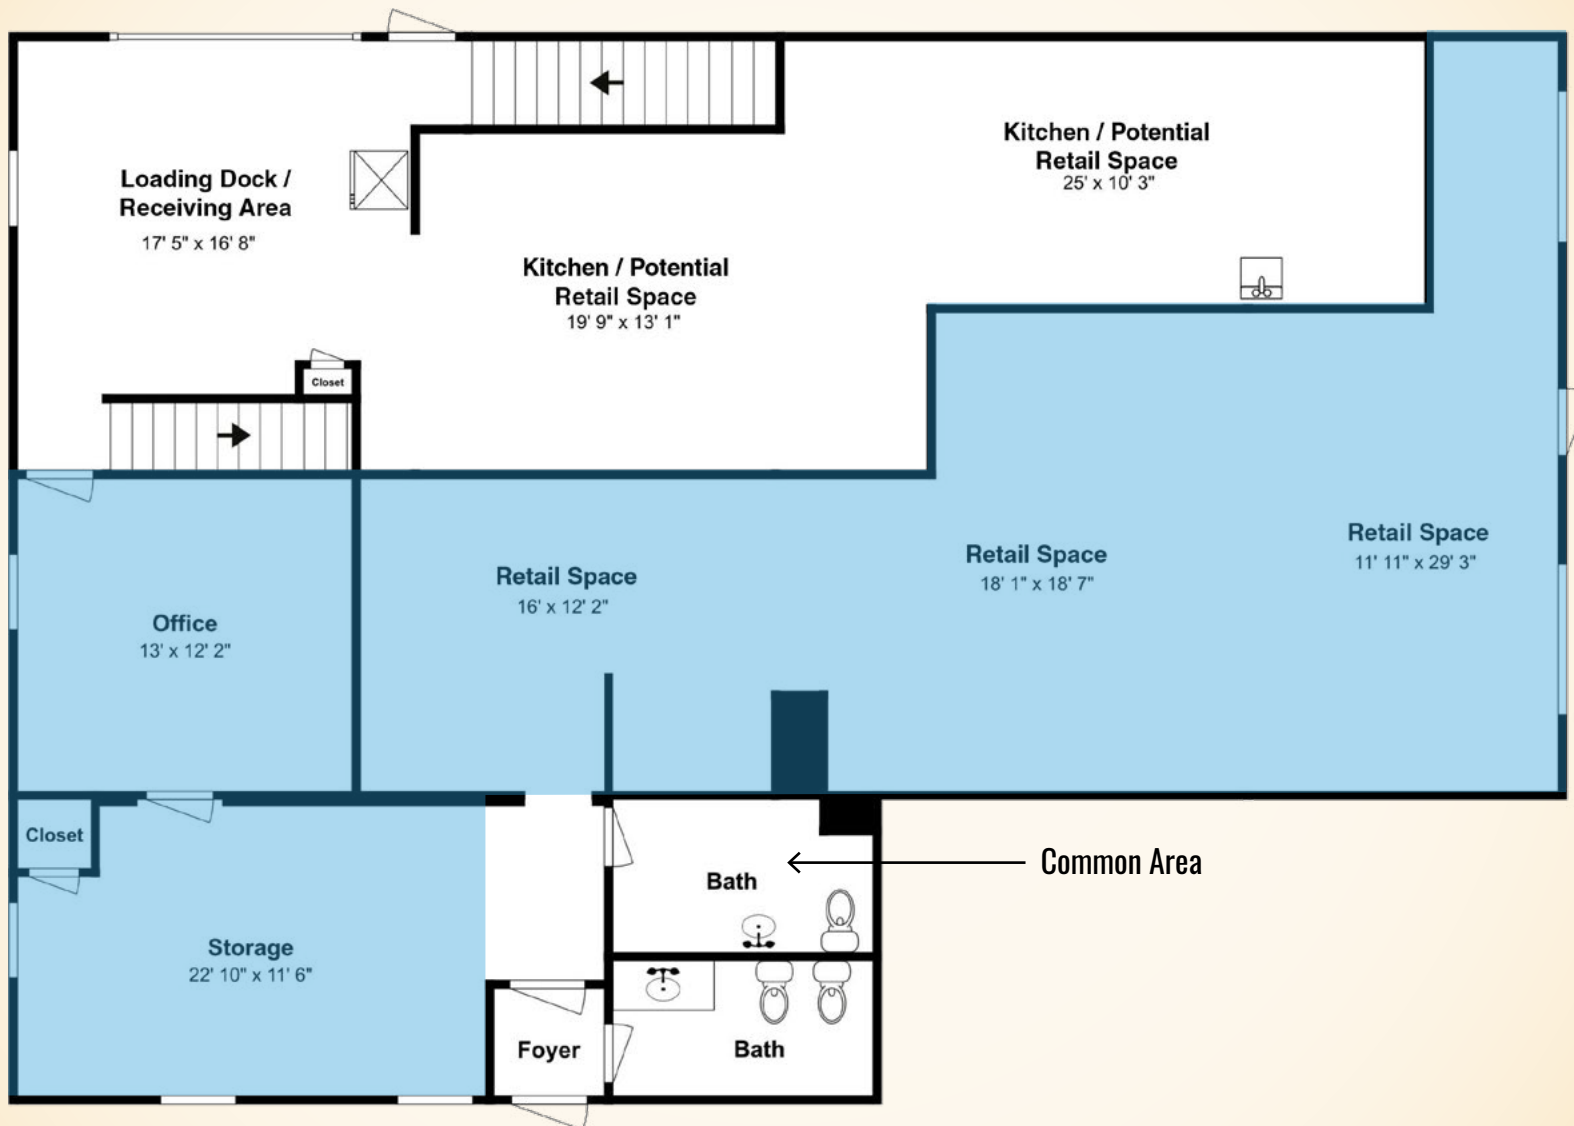 Loading Dock /
Receiving Area
17' 5" x 16' 8"
Kitchen / Potential
Retail Space
25' x 10' 3"
Kitchen / Potential
Retail Space
19' 9" x 13' 1"
Closet
Office
13' x 12' 2"
Retail Space
16' x 12' 2"
Retail Space
18' 1" x 18' 7"
Retail Space
11' 11" x 29' 3"
Closet
Storage
22' 10" x 11' 6"
Bath
Common Area
Foyer
Bath